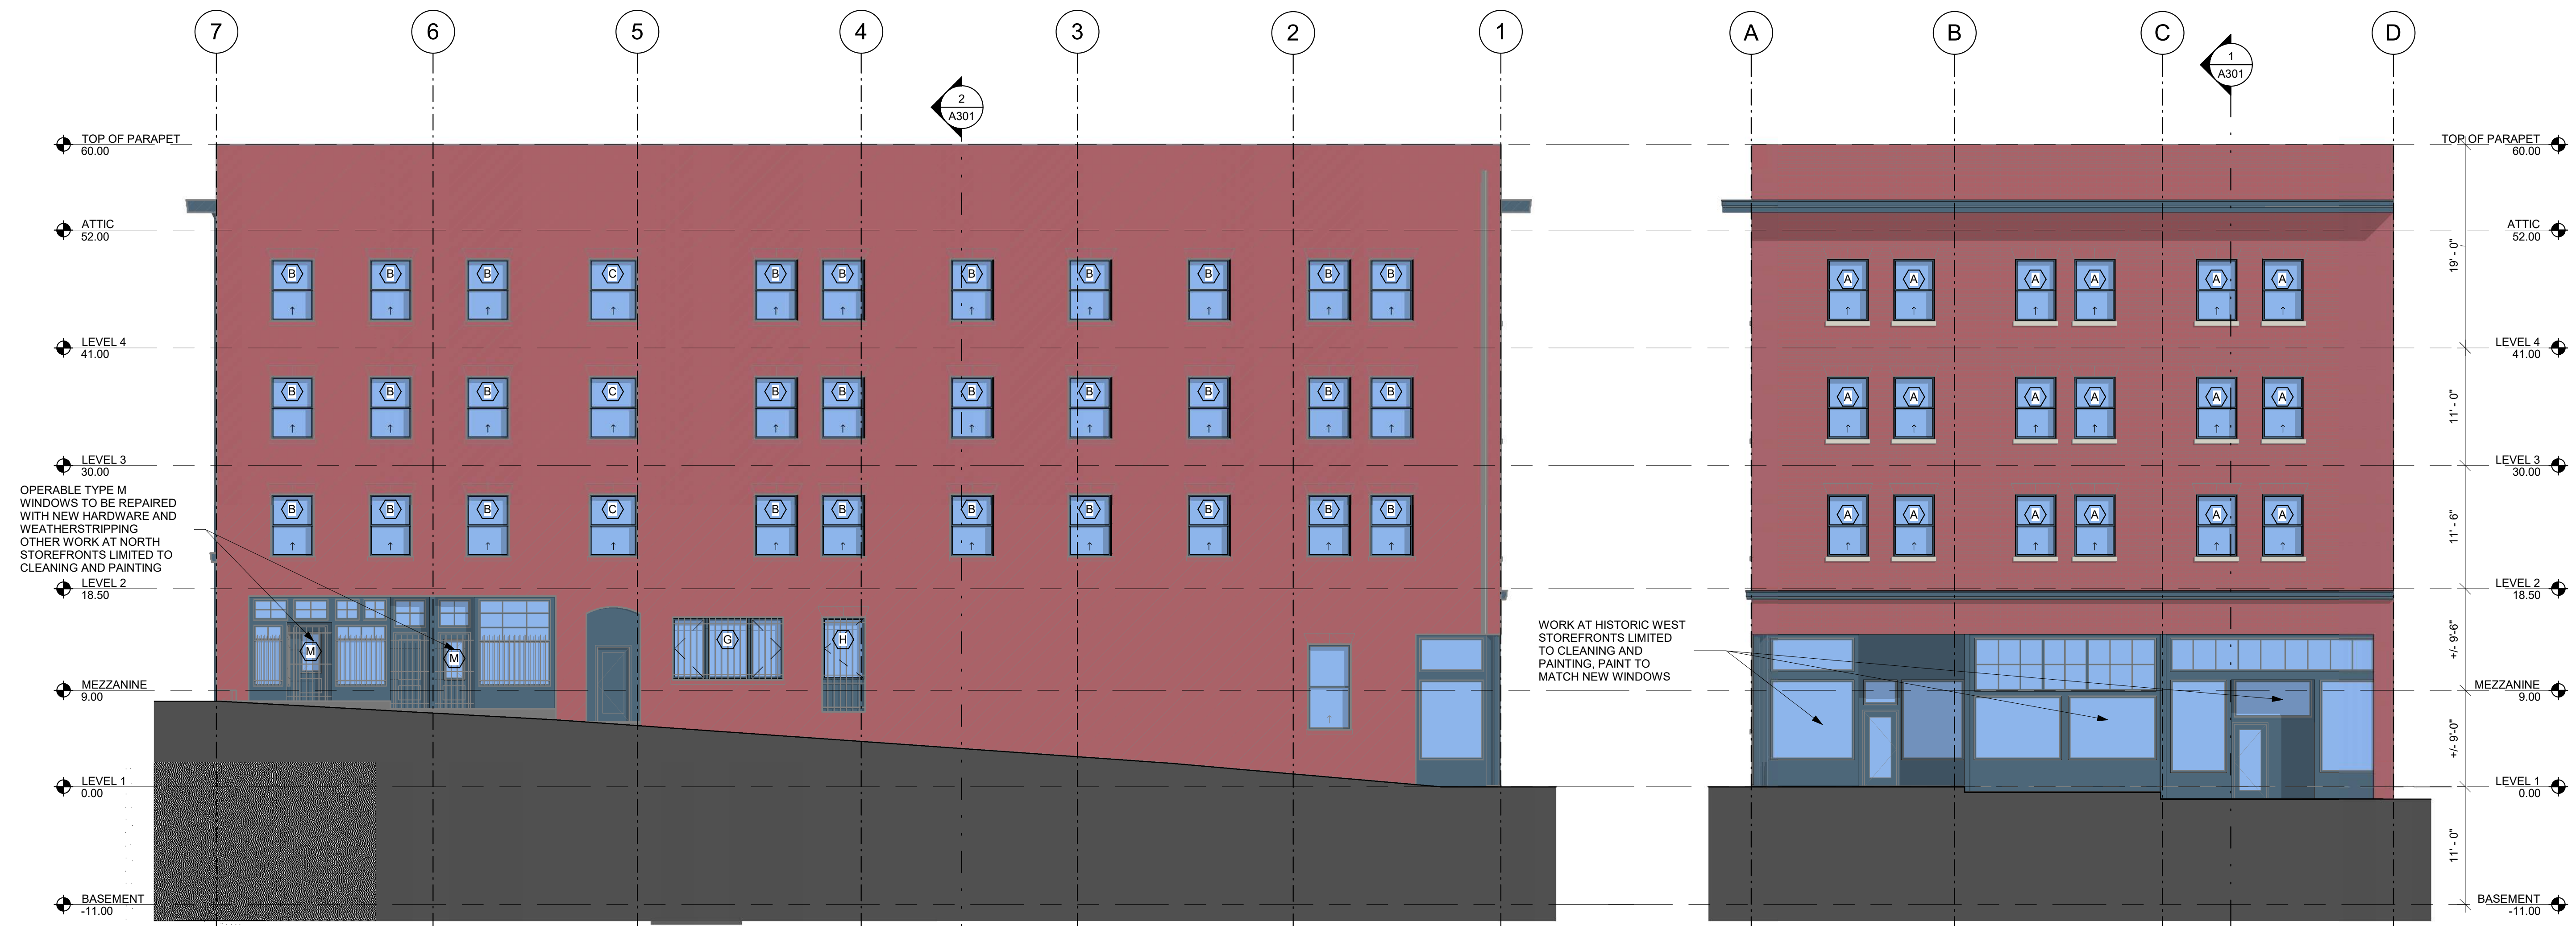 7 6 5 4 3 2 1 A B C D
2
A301
1
A301
TOP OF PARAPET
60.00
ATTIC
52.00
LEVEL 4
41.00
LEVEL 3
30.00
OPERABLE TYPE M
WINDOWS TO BE REPAIRED
WITH NEW HARDWARE AND
WEATHERSTRIPPING
OTHER WORK AT NORTH
STOREFRONTS LIMITED TO
CLEANING AND PAINTING
LEVEL 2
18.50
MEZZANINE
9.00
LEVEL 1
0.00
BASEMENT
-11.00
B B B C B B B B B B B
B B B C B B B B B B B
B B B C B B B B B B B
M M G H
A A A A A A
A A A A A A
A A A A A A
WORK AT HISTORIC WEST
STOREFRONTS LIMITED
TO CLEANING AND
PAINTING, PAINT TO
MATCH NEW WINDOWS
TOP OF PARAPET
60.00
ATTIC
52.00
19' - 0"
LEVEL 4
41.00
11' - 0"
LEVEL 3
30.00
11' - 6"
LEVEL 2
18.50
+/- 9'-6"
MEZZANINE
9.00
+/- 9'-0"
LEVEL 1
0.00
11' - 0"
BASEMENT
-11.00